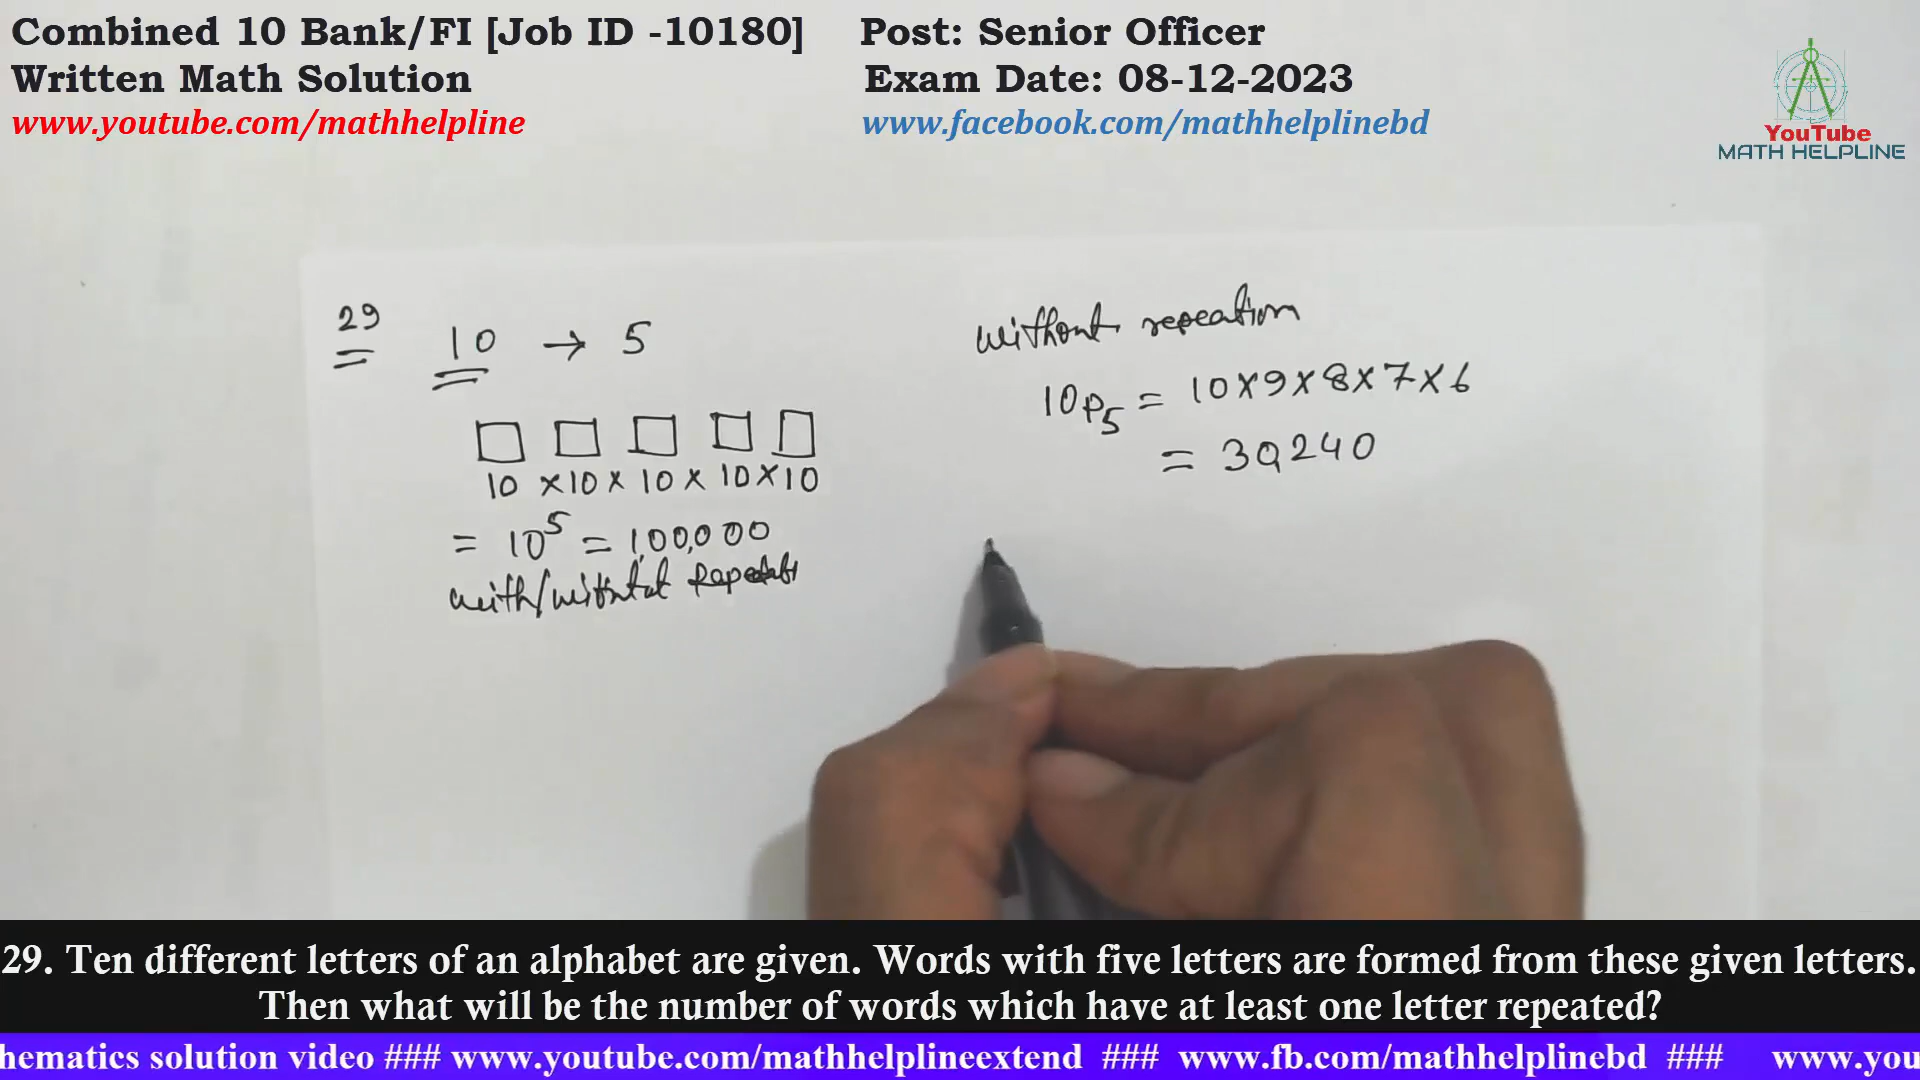 Combined 10 Bank/FI [Job ID -10180]
Post: Senior Officer
Written Math Solution
Exam Date: 08-12-2023
www.youtube.com/mathhelpline
www.facebook.com/mathhelplinebd
YouTube
MATH HELPLINE
29
10 → 5
10 × 10 × 10 × 10 × 10
= 10⁵ = 1,00,000
with/without
without repeation
10P₅ = 10×9×8×7×6
= 30240
29. Ten different letters of an alphabet are given. Words with five letters are formed from these given letters.
Then what will be the number of words which have at least one letter repeated?
hematics solution video ### www.youtube.com/mathhelplineextend ### www.fb.com/mathhelplinebd ### www.you